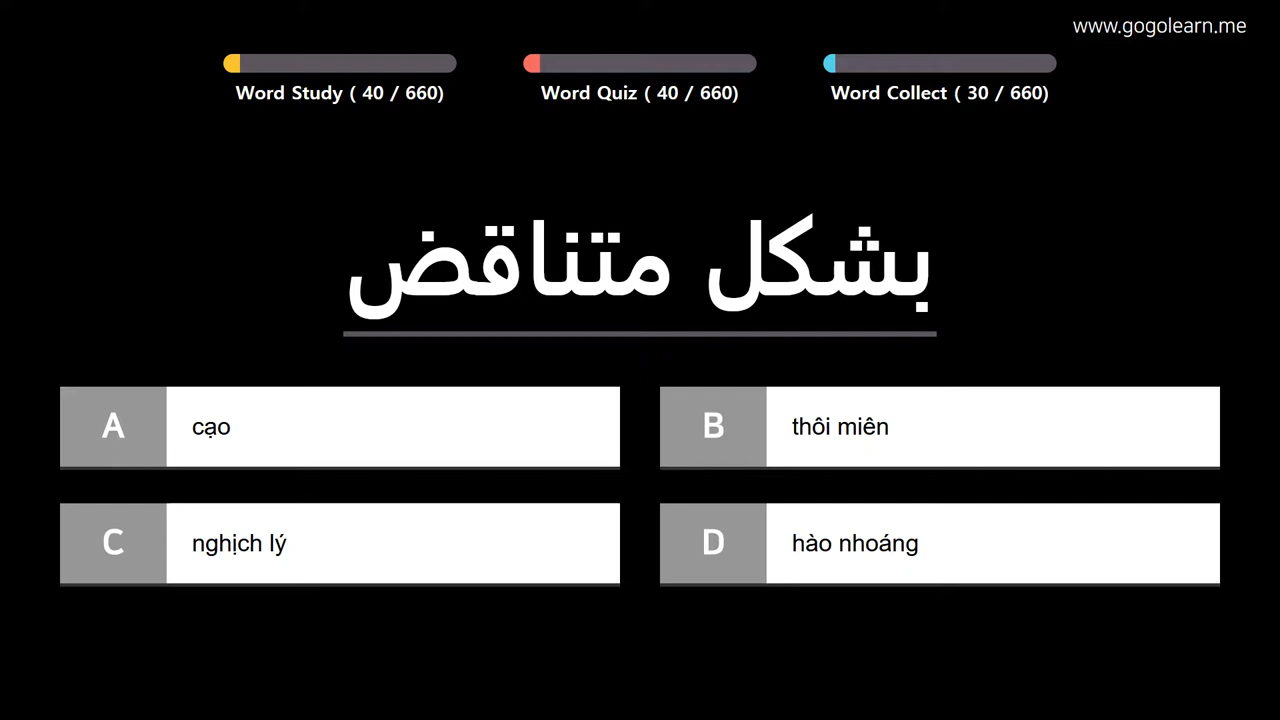 www.gogolearn.me
Word Study ( 40 / 660)
Word Quiz ( 40 / 660)
Word Collect ( 30 / 660)
بشكل متناقض
A cạo
B thôi miên
C nghịch lý
D hào nhoáng